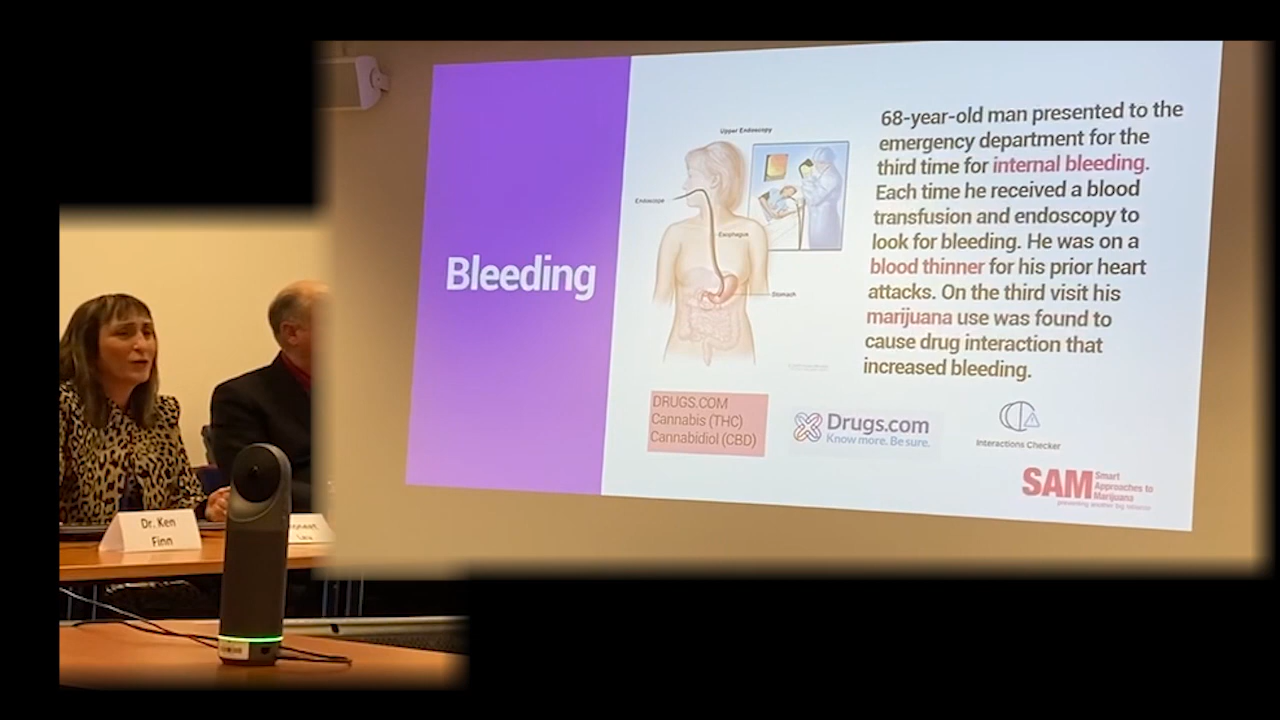 Bleeding
Upper Endoscopy
Endoscope
Esophagus
Stomach
68-year-old man presented to the
emergency department for the
third time for internal bleeding.
Each time he received a blood
transfusion and endoscopy to
look for bleeding. He was on a
blood thinner for his prior heart
attacks. On the third visit his
marijuana use was found to
cause drug interaction that
increased bleeding.
DRUGS.COM
Cannabis (THC)
Cannabidiol (CBD)
Drugs.com
Know more. Be sure.
Interactions Checker
SAM
Smart
Approaches to
Marijuana
preventing another big tobacco
Dr. Ken
Finn